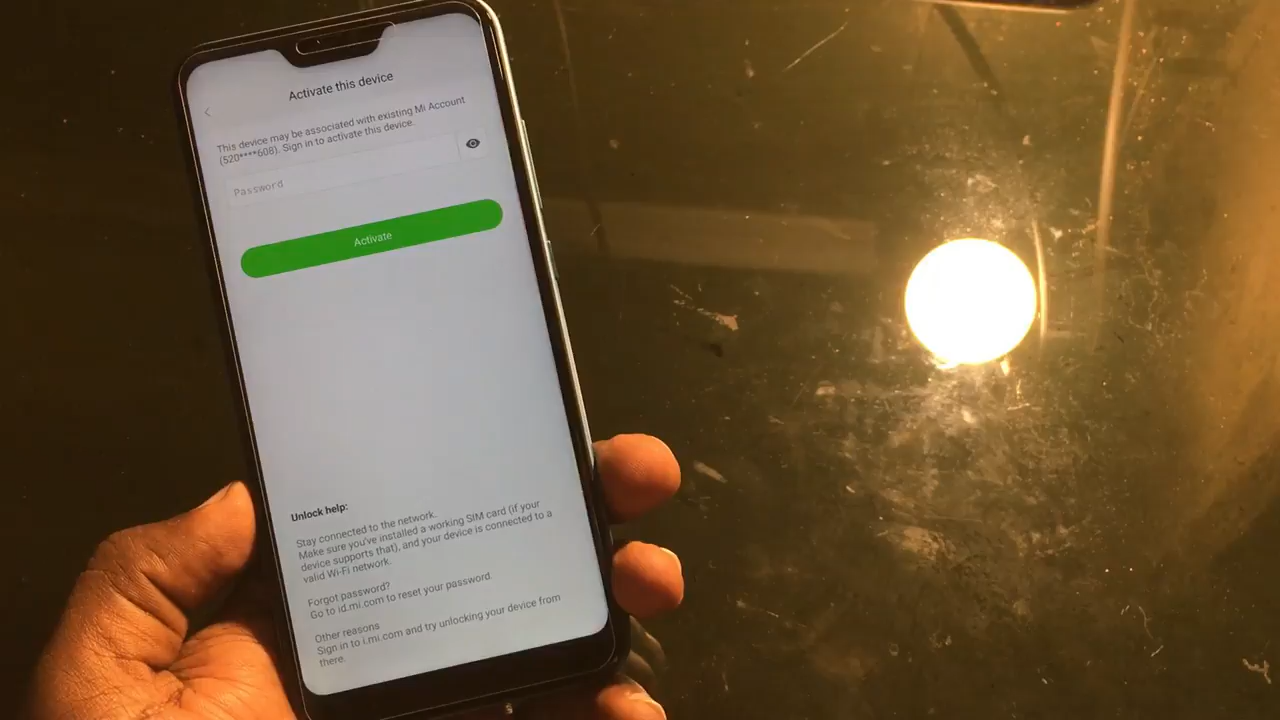 Activate this device
This device may be associated with existing Mi Account
(520****608). Sign in to activate this device.
Password
Activate
Unlock help:
Stay connected to the network.
Make sure you've installed a working SIM card (if your
device supports that), and your device is connected to a
valid Wi-Fi network.
Forgot password?
Go to id.mi.com to reset your password.
Other reasons
Sign in to i.mi.com and try unlocking your device from
there.